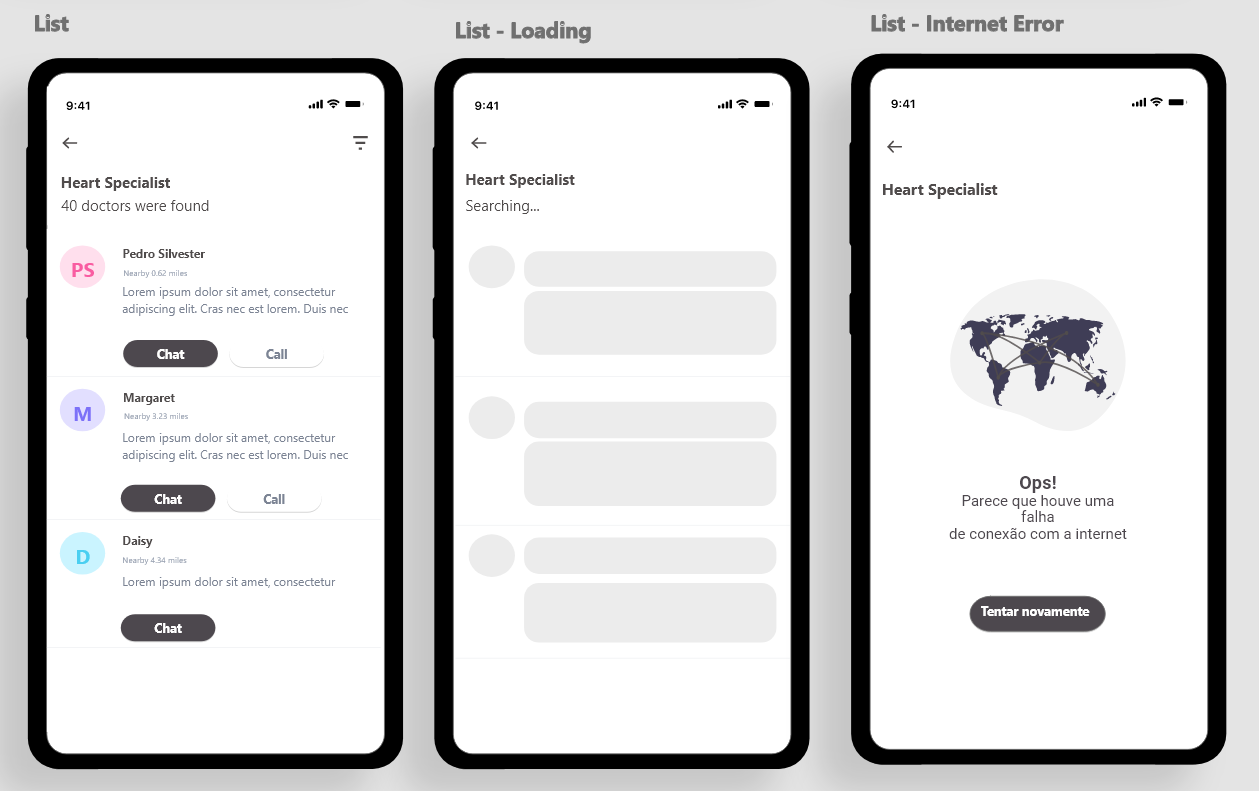 List
9:41
Heart Specialist
40 doctors were found
PS
Pedro Silvester
Nearby 0.62 miles
Lorem ipsum dolor sit amet, consectetur
adipiscing elit. Cras nec est lorem. Duis nec
Chat
Call
M
Margaret
Nearby 3.23 miles
Lorem ipsum dolor sit amet, consectetur
adipiscing elit. Cras nec est lorem. Duis nec
Chat
Call
D
Daisy
Nearby 4.34 miles
Lorem ipsum dolor sit amet, consectetur
Chat
List - Loading
9:41
Heart Specialist
Searching...
List - Internet Error
9:41
Heart Specialist
Ops!
Parece que houve uma
falha
de conexão com a internet
Tentar novamente